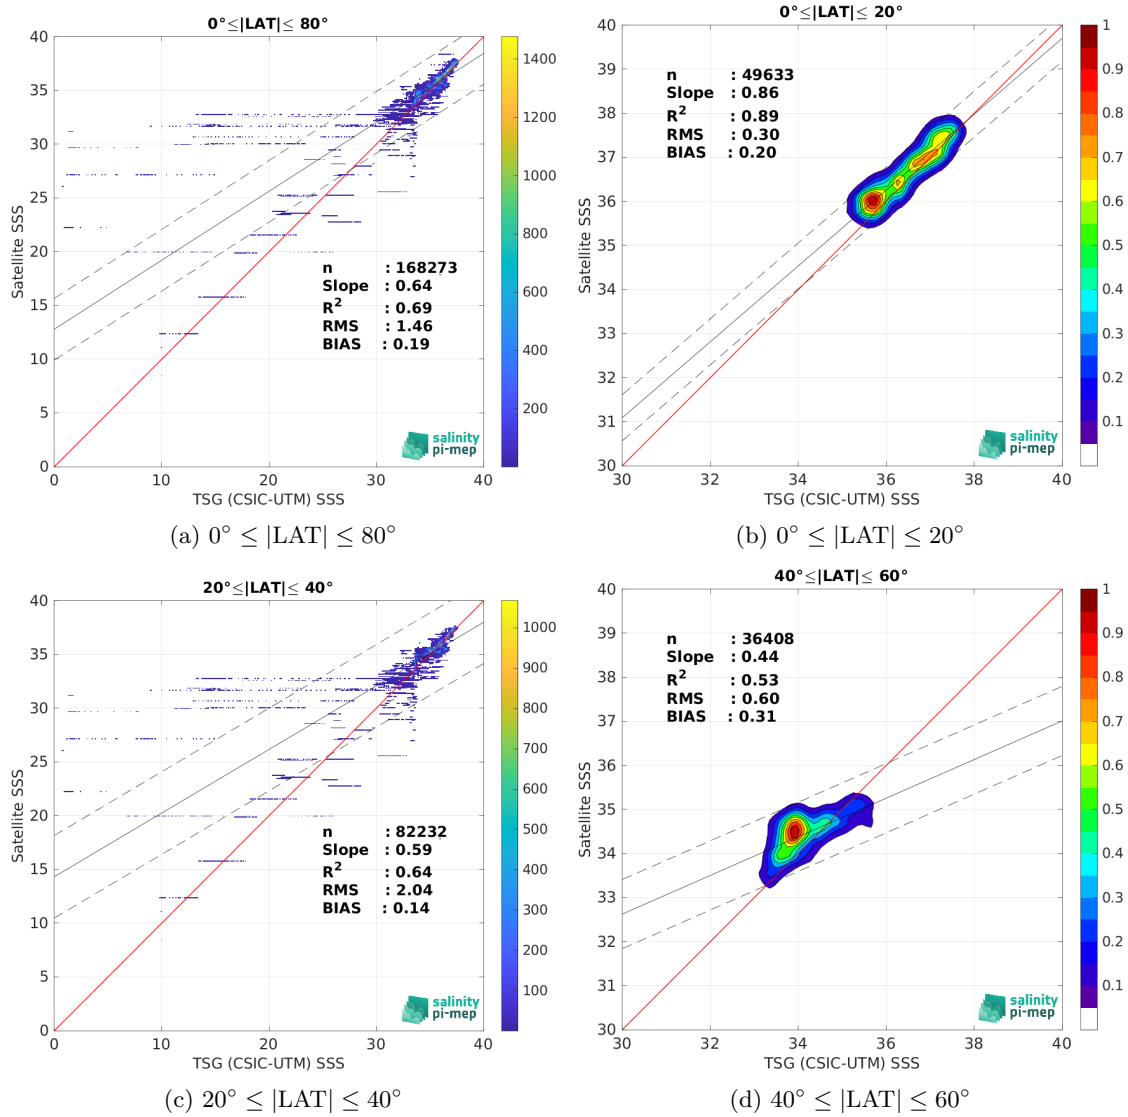 0°≤|LAT|≤ 80°
40
35
30
25
20
15
10
5
0
Satellite SSS
n : 168273
Slope : 0.64
R2 : 0.69
RMS : 1.46
BIAS : 0.19
salinity
pi-mep
0 10 20 30 40
TSG (CSIC-UTM) SSS
1400
1200
1000
800
600
400
200
(a) 0° ≤ |LAT| ≤ 80°
0°≤|LAT|≤ 20°
40
39
38
37
36
35
34
33
32
31
30
Satellite SSS
n : 49633
Slope : 0.86
R2 : 0.89
RMS : 0.30
BIAS : 0.20
salinity
pi-mep
30 32 34 36 38 40
TSG (CSIC-UTM) SSS
1
0.9
0.8
0.7
0.6
0.5
0.4
0.3
0.2
0.1
(b) 0° ≤ |LAT| ≤ 20°
20°≤|LAT|≤ 40°
40
35
30
25
20
15
10
5
0
Satellite SSS
n : 82232
Slope : 0.59
R2 : 0.64
RMS : 2.04
BIAS : 0.14
salinity
pi-mep
0 10 20 30 40
TSG (CSIC-UTM) SSS
1000
900
800
700
600
500
400
300
200
100
(c) 20° ≤ |LAT| ≤ 40°
40°≤|LAT|≤ 60°
40
39
38
37
36
35
34
33
32
31
30
Satellite SSS
n : 36408
Slope : 0.44
R2 : 0.53
RMS : 0.60
BIAS : 0.31
salinity
pi-mep
30 32 34 36 38 40
TSG (CSIC-UTM) SSS
1
0.9
0.8
0.7
0.6
0.5
0.4
0.3
0.2
0.1
(d) 40° ≤ |LAT| ≤ 60°